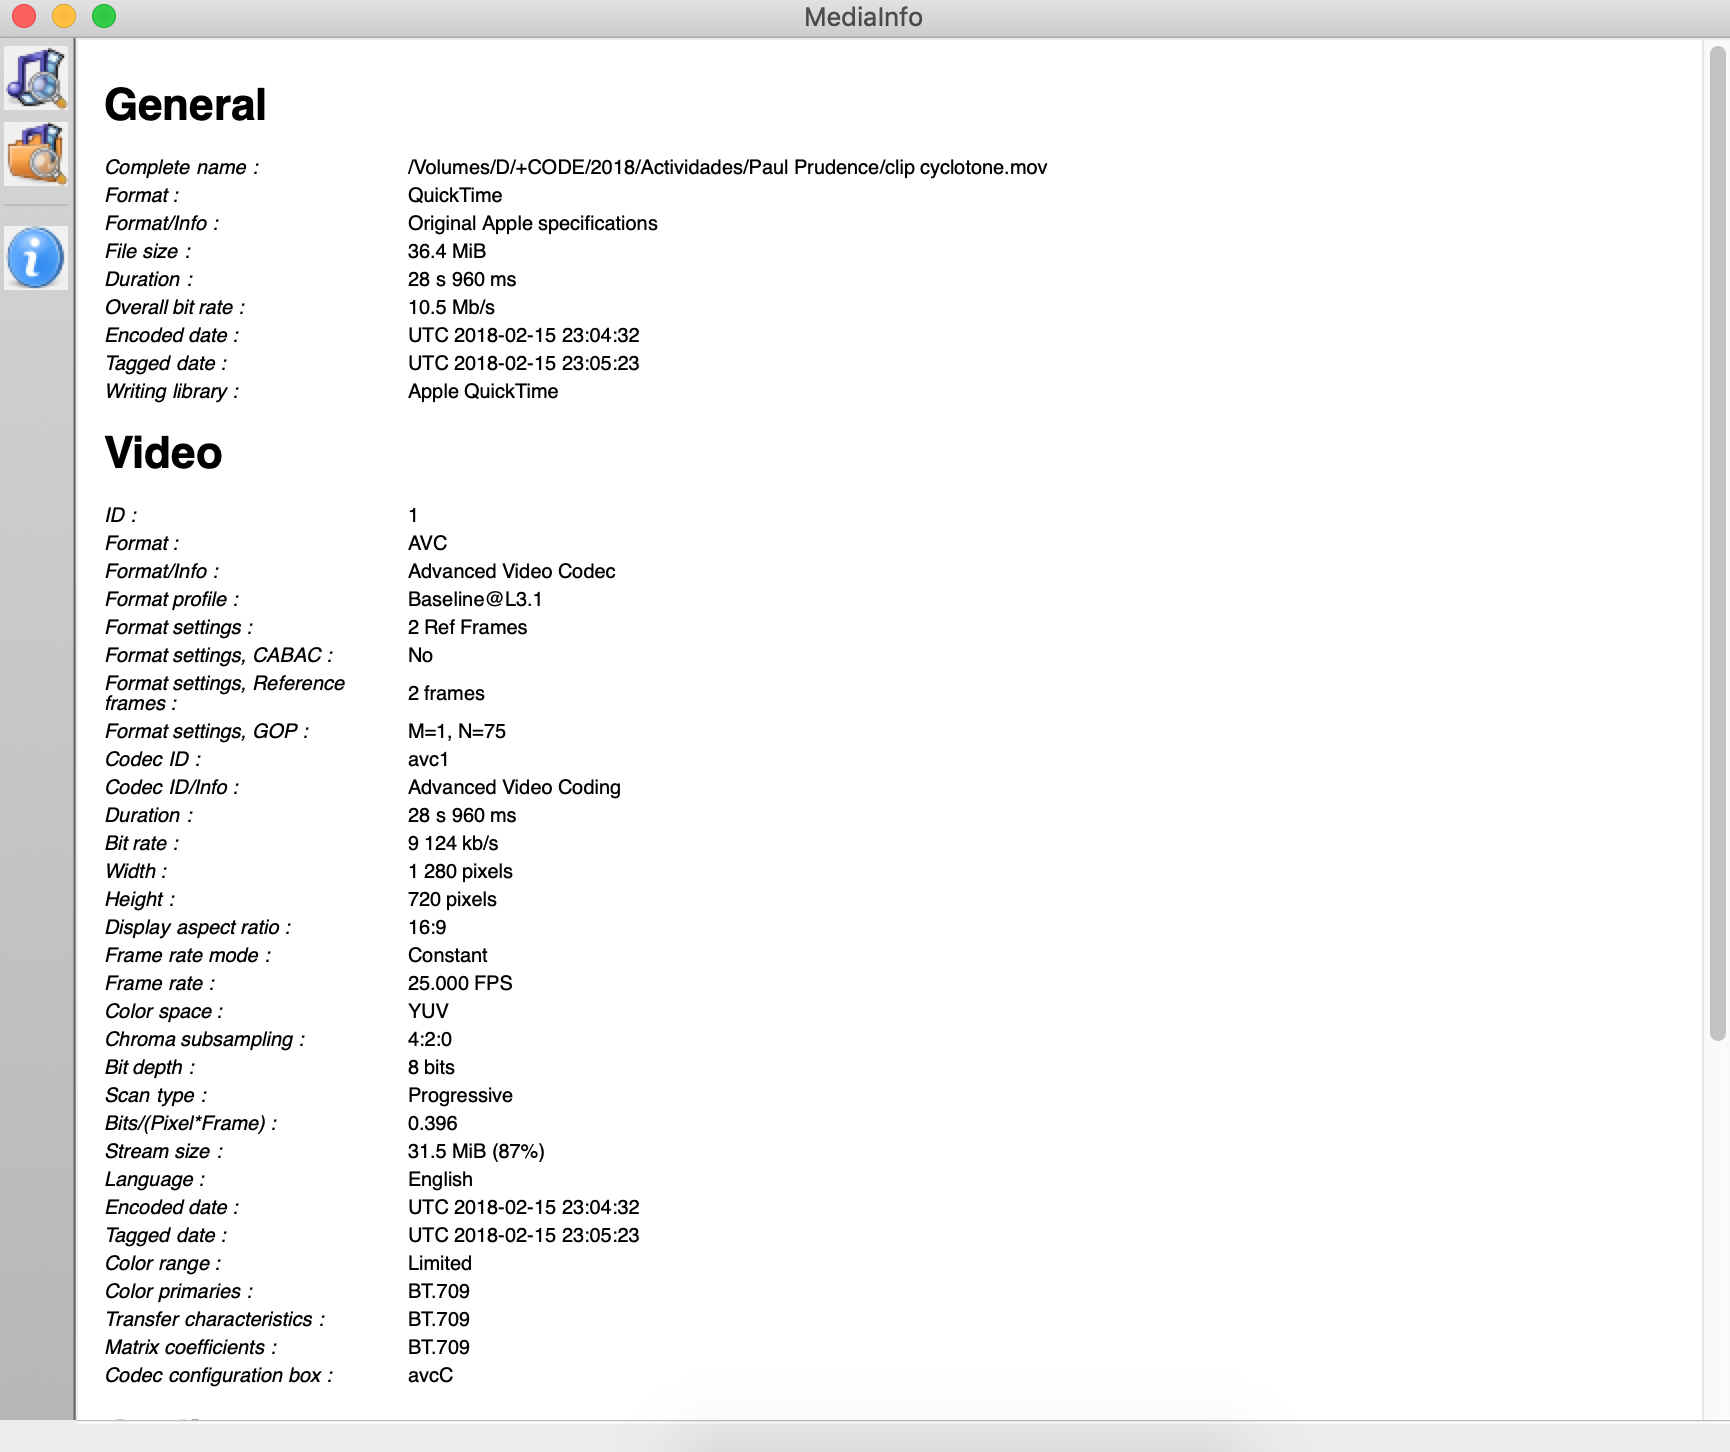 MediaInfo
General
Complete name : /Volumes/D/+CODE/2018/Actividades/Paul Prudence/clip cyclotone.mov
Format : QuickTime
Format/Info : Original Apple specifications
File size : 36.4 MiB
Duration : 28 s 960 ms
Overall bit rate : 10.5 Mb/s
Encoded date : UTC 2018-02-15 23:04:32
Tagged date : UTC 2018-02-15 23:05:23
Writing library : Apple QuickTime
Video
ID : 1
Format : AVC
Format/Info : Advanced Video Codec
Format profile : Baseline@L3.1
Format settings : 2 Ref Frames
Format settings, CABAC : No
Format settings, Reference
frames : 2 frames
Format settings, GOP : M=1, N=75
Codec ID : avc1
Codec ID/Info : Advanced Video Coding
Duration : 28 s 960 ms
Bit rate : 9 124 kb/s
Width : 1 280 pixels
Height : 720 pixels
Display aspect ratio : 16:9
Frame rate mode : Constant
Frame rate : 25.000 FPS
Color space : YUV
Chroma subsampling : 4:2:0
Bit depth : 8 bits
Scan type : Progressive
Bits/(Pixel*Frame) : 0.396
Stream size : 31.5 MiB (87%)
Language : English
Encoded date : UTC 2018-02-15 23:04:32
Tagged date : UTC 2018-02-15 23:05:23
Color range : Limited
Color primaries : BT.709
Transfer characteristics : BT.709
Matrix coefficients : BT.709
Codec configuration box : avcC